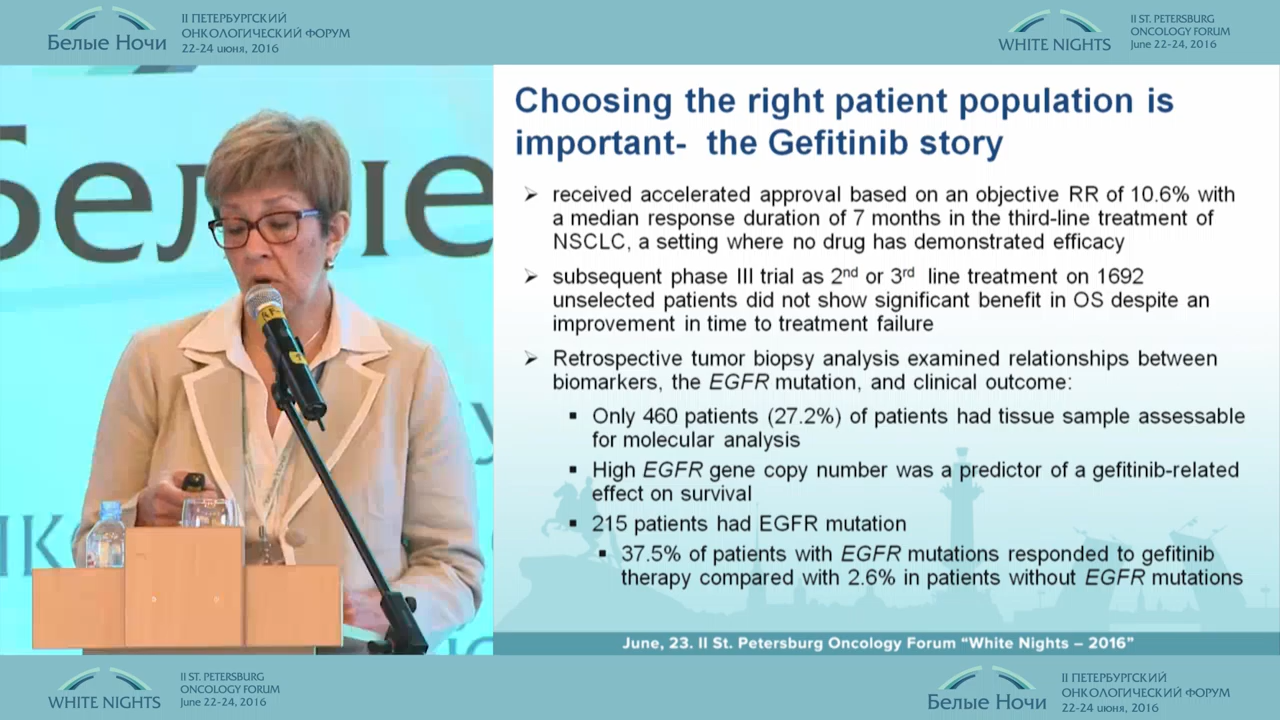 Белые Ночи
II ПЕТЕРБУРГСКИЙ
ОНКОЛОГИЧЕСКИЙ ФОРУМ
22-24 июня, 2016
WHITE NIGHTS
II ST. PETERSBURG
ONCOLOGY FORUM
June 22-24, 2016
Белые
Choosing the right patient population is
important- the Gefitinib story
➢ received accelerated approval based on an objective RR of 10.6% with
a median response duration of 7 months in the third-line treatment of
NSCLC, a setting where no drug has demonstrated efficacy
➢ subsequent phase III trial as 2nd or 3rd line treatment on 1692
unselected patients did not show significant benefit in OS despite an
improvement in time to treatment failure
➢ Retrospective tumor biopsy analysis examined relationships between
biomarkers, the EGFR mutation, and clinical outcome:
▪ Only 460 patients (27.2%) of patients had tissue sample assessable
for molecular analysis
▪ High EGFR gene copy number was a predictor of a gefitinib-related
effect on survival
▪ 215 patients had EGFR mutation
▪ 37.5% of patients with EGFR mutations responded to gefitinib
therapy compared with 2.6% in patients without EGFR mutations
June, 23. II St. Petersburg Oncology Forum “White Nights – 2016”
WHITE NIGHTS
II ST. PETERSBURG
ONCOLOGY FORUM
June 22-24, 2016
Белые Ночи
II ПЕТЕРБУРГСКИЙ
ОНКОЛОГИЧЕСКИЙ ФОРУМ
22-24 июня, 2016